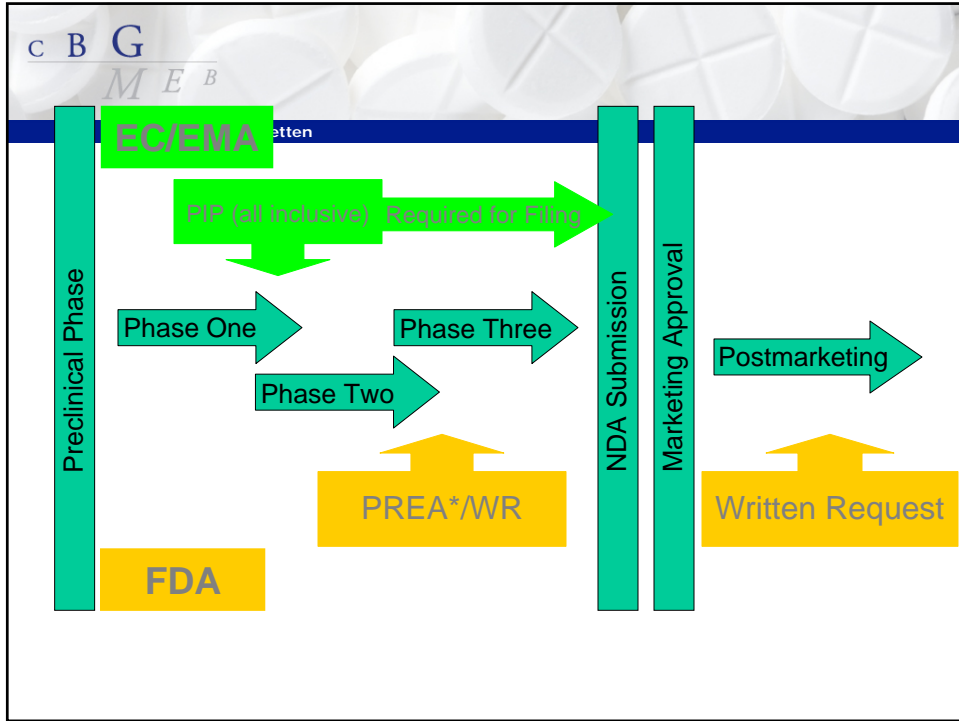 C B G
M E B
etten
EC/EMA
PIP (all inclusive) Required for Filing
Preclinical Phase
Phase One
Phase Two
Phase Three
NDA Submission
Marketing Approval
Postmarketing
PREA*/WR
Written Request
FDA